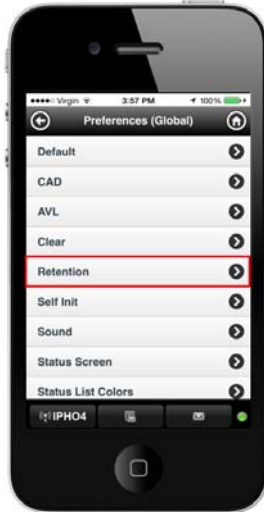 Virgin 3:57 PM 100%
Preferences (Global)
Default
CAD
AVL
Clear
Retention
Self Init
Sound
Status Screen
Status List Colors
IPHO4